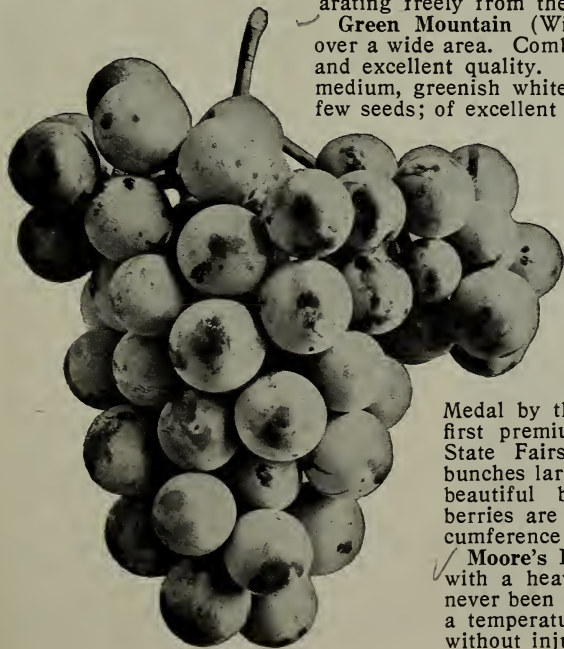 arating freely from the
Green Mountain (Wi
over a wide area. Comb
and excellent quality.
medium, greenish white
few seeds; of excellent
Medal by th
first premiu
State Fairs
bunches lar
beautiful b
berries are
cumference
Moore's E
with a heav
never been
a temperatu
without inju